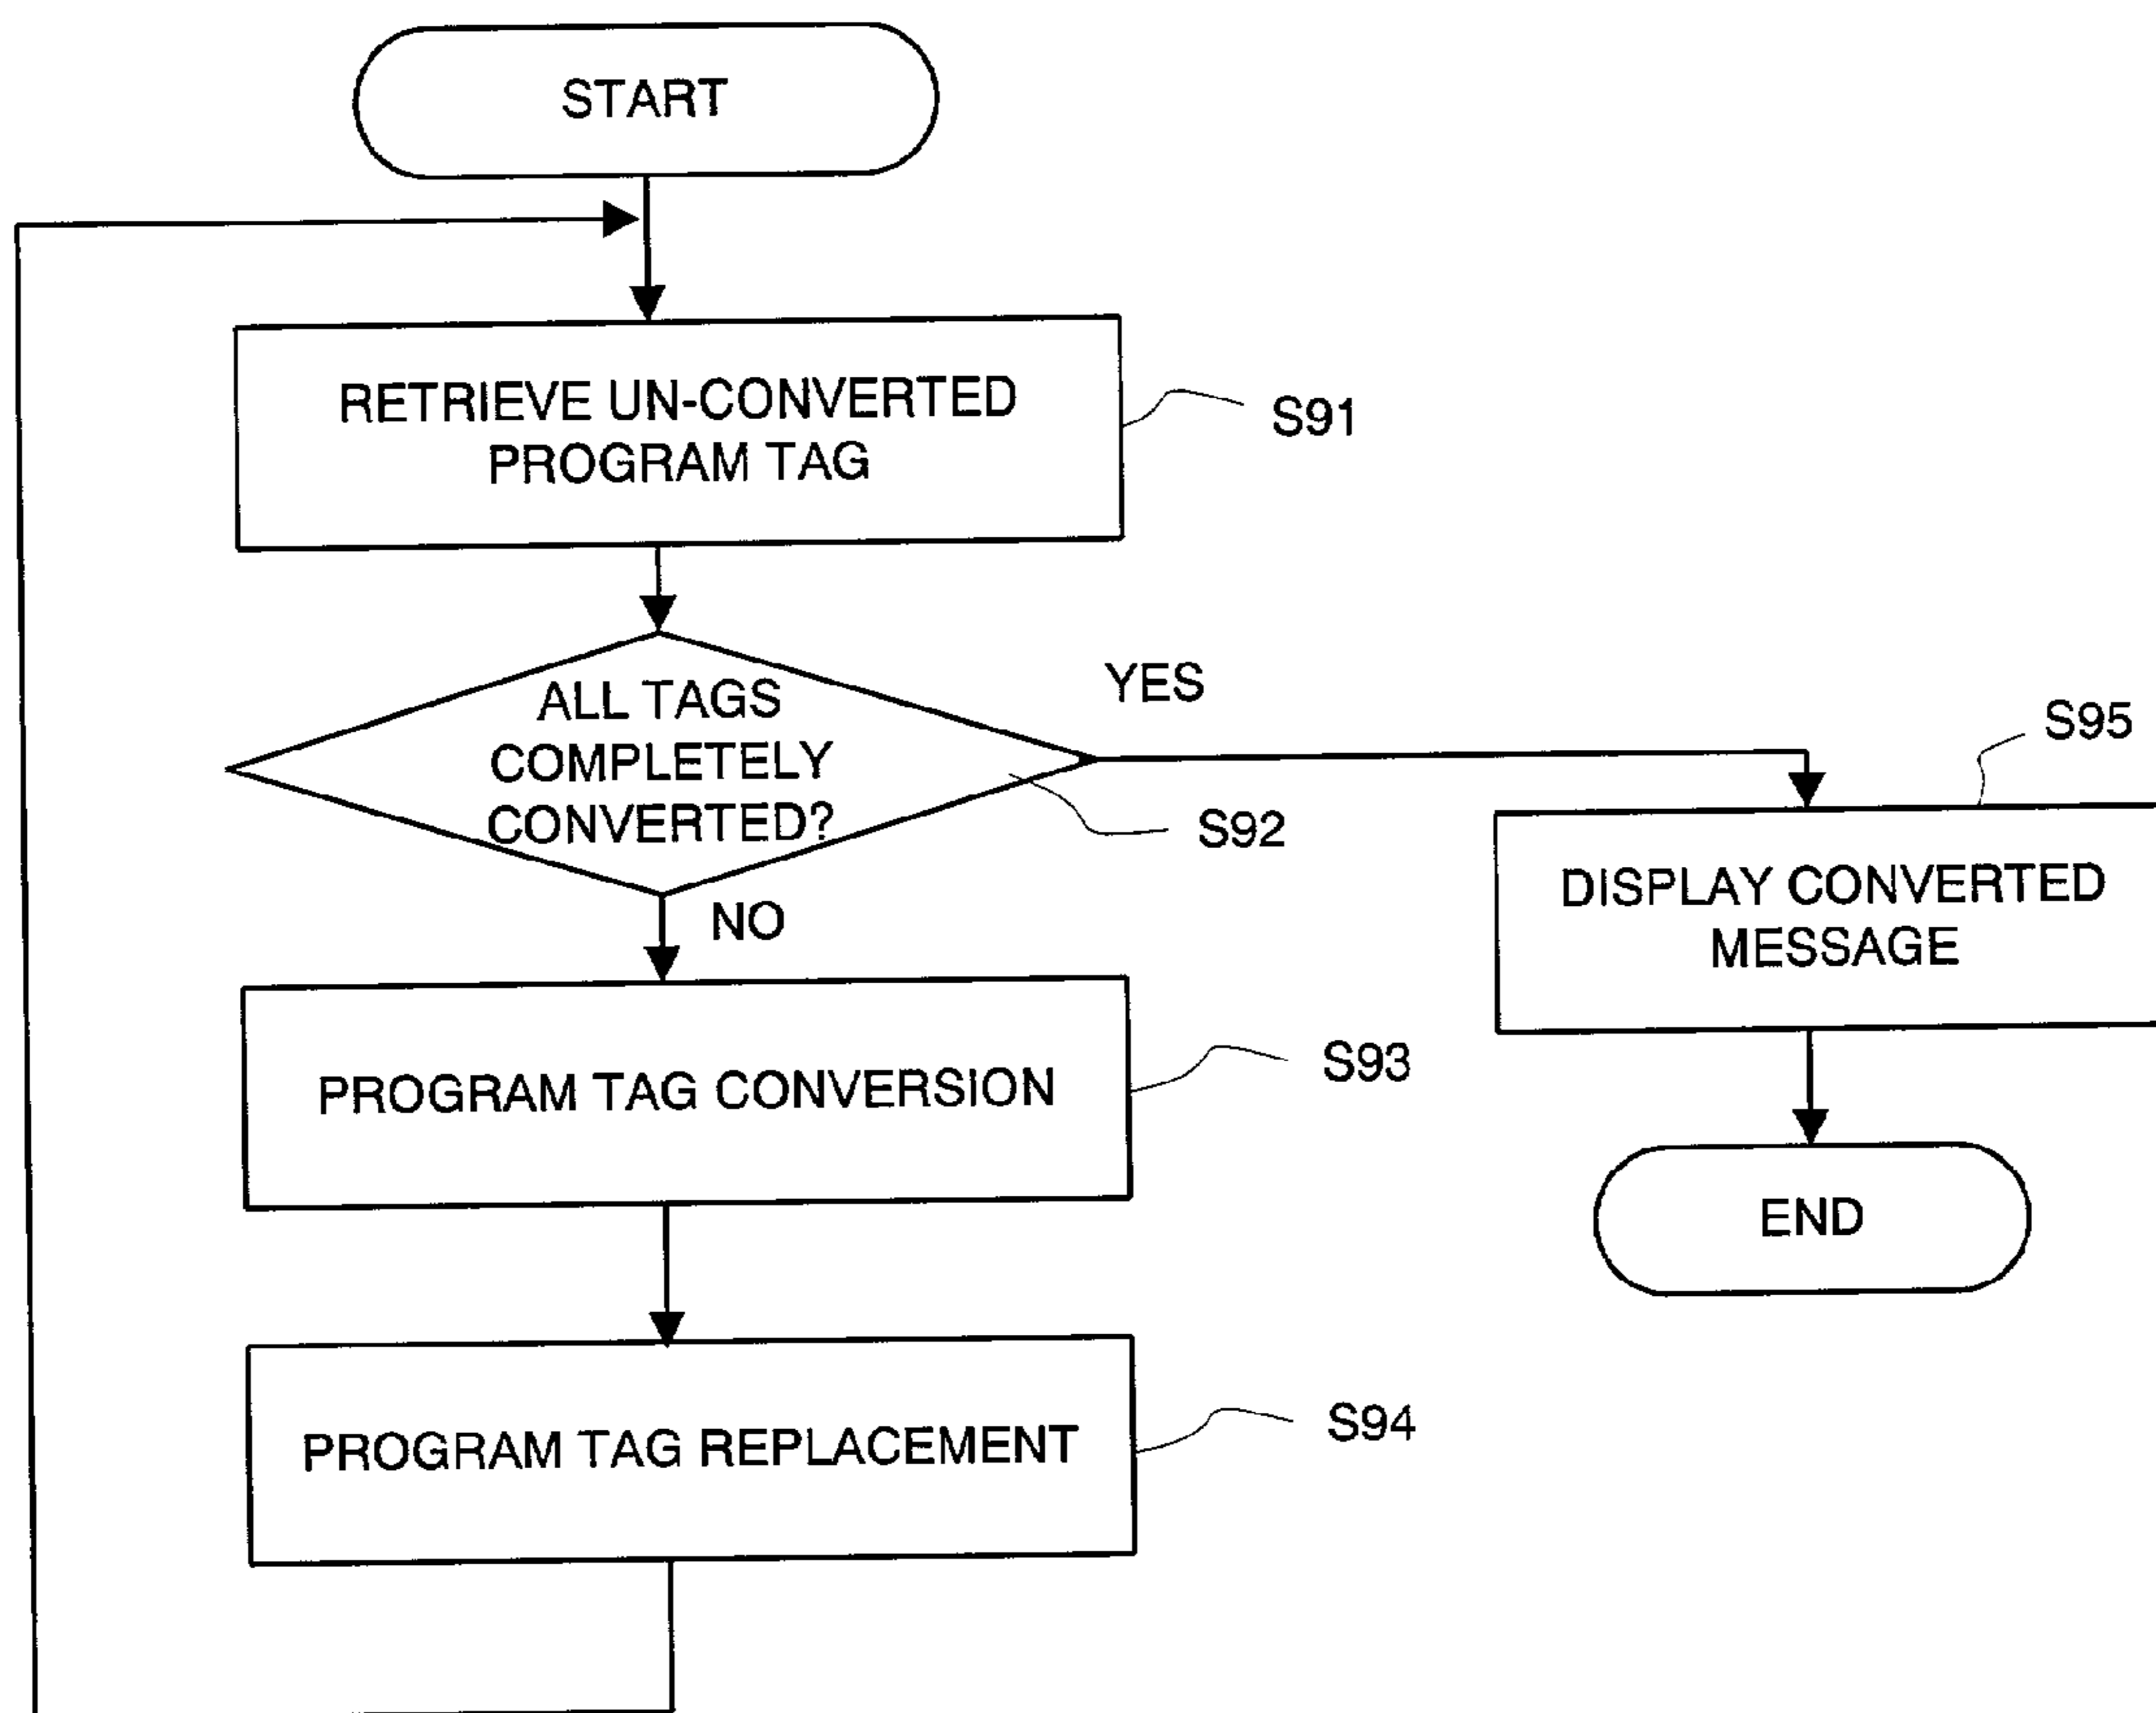 START
RETRIEVE UN-CONVERTED
PROGRAM TAG
S91
ALL TAGS
COMPLETELY
CONVERTED?
YES
S92
NO
S95
DISPLAY CONVERTED
MESSAGE
PROGRAM TAG CONVERSION
S93
END
PROGRAM TAG REPLACEMENT
S94